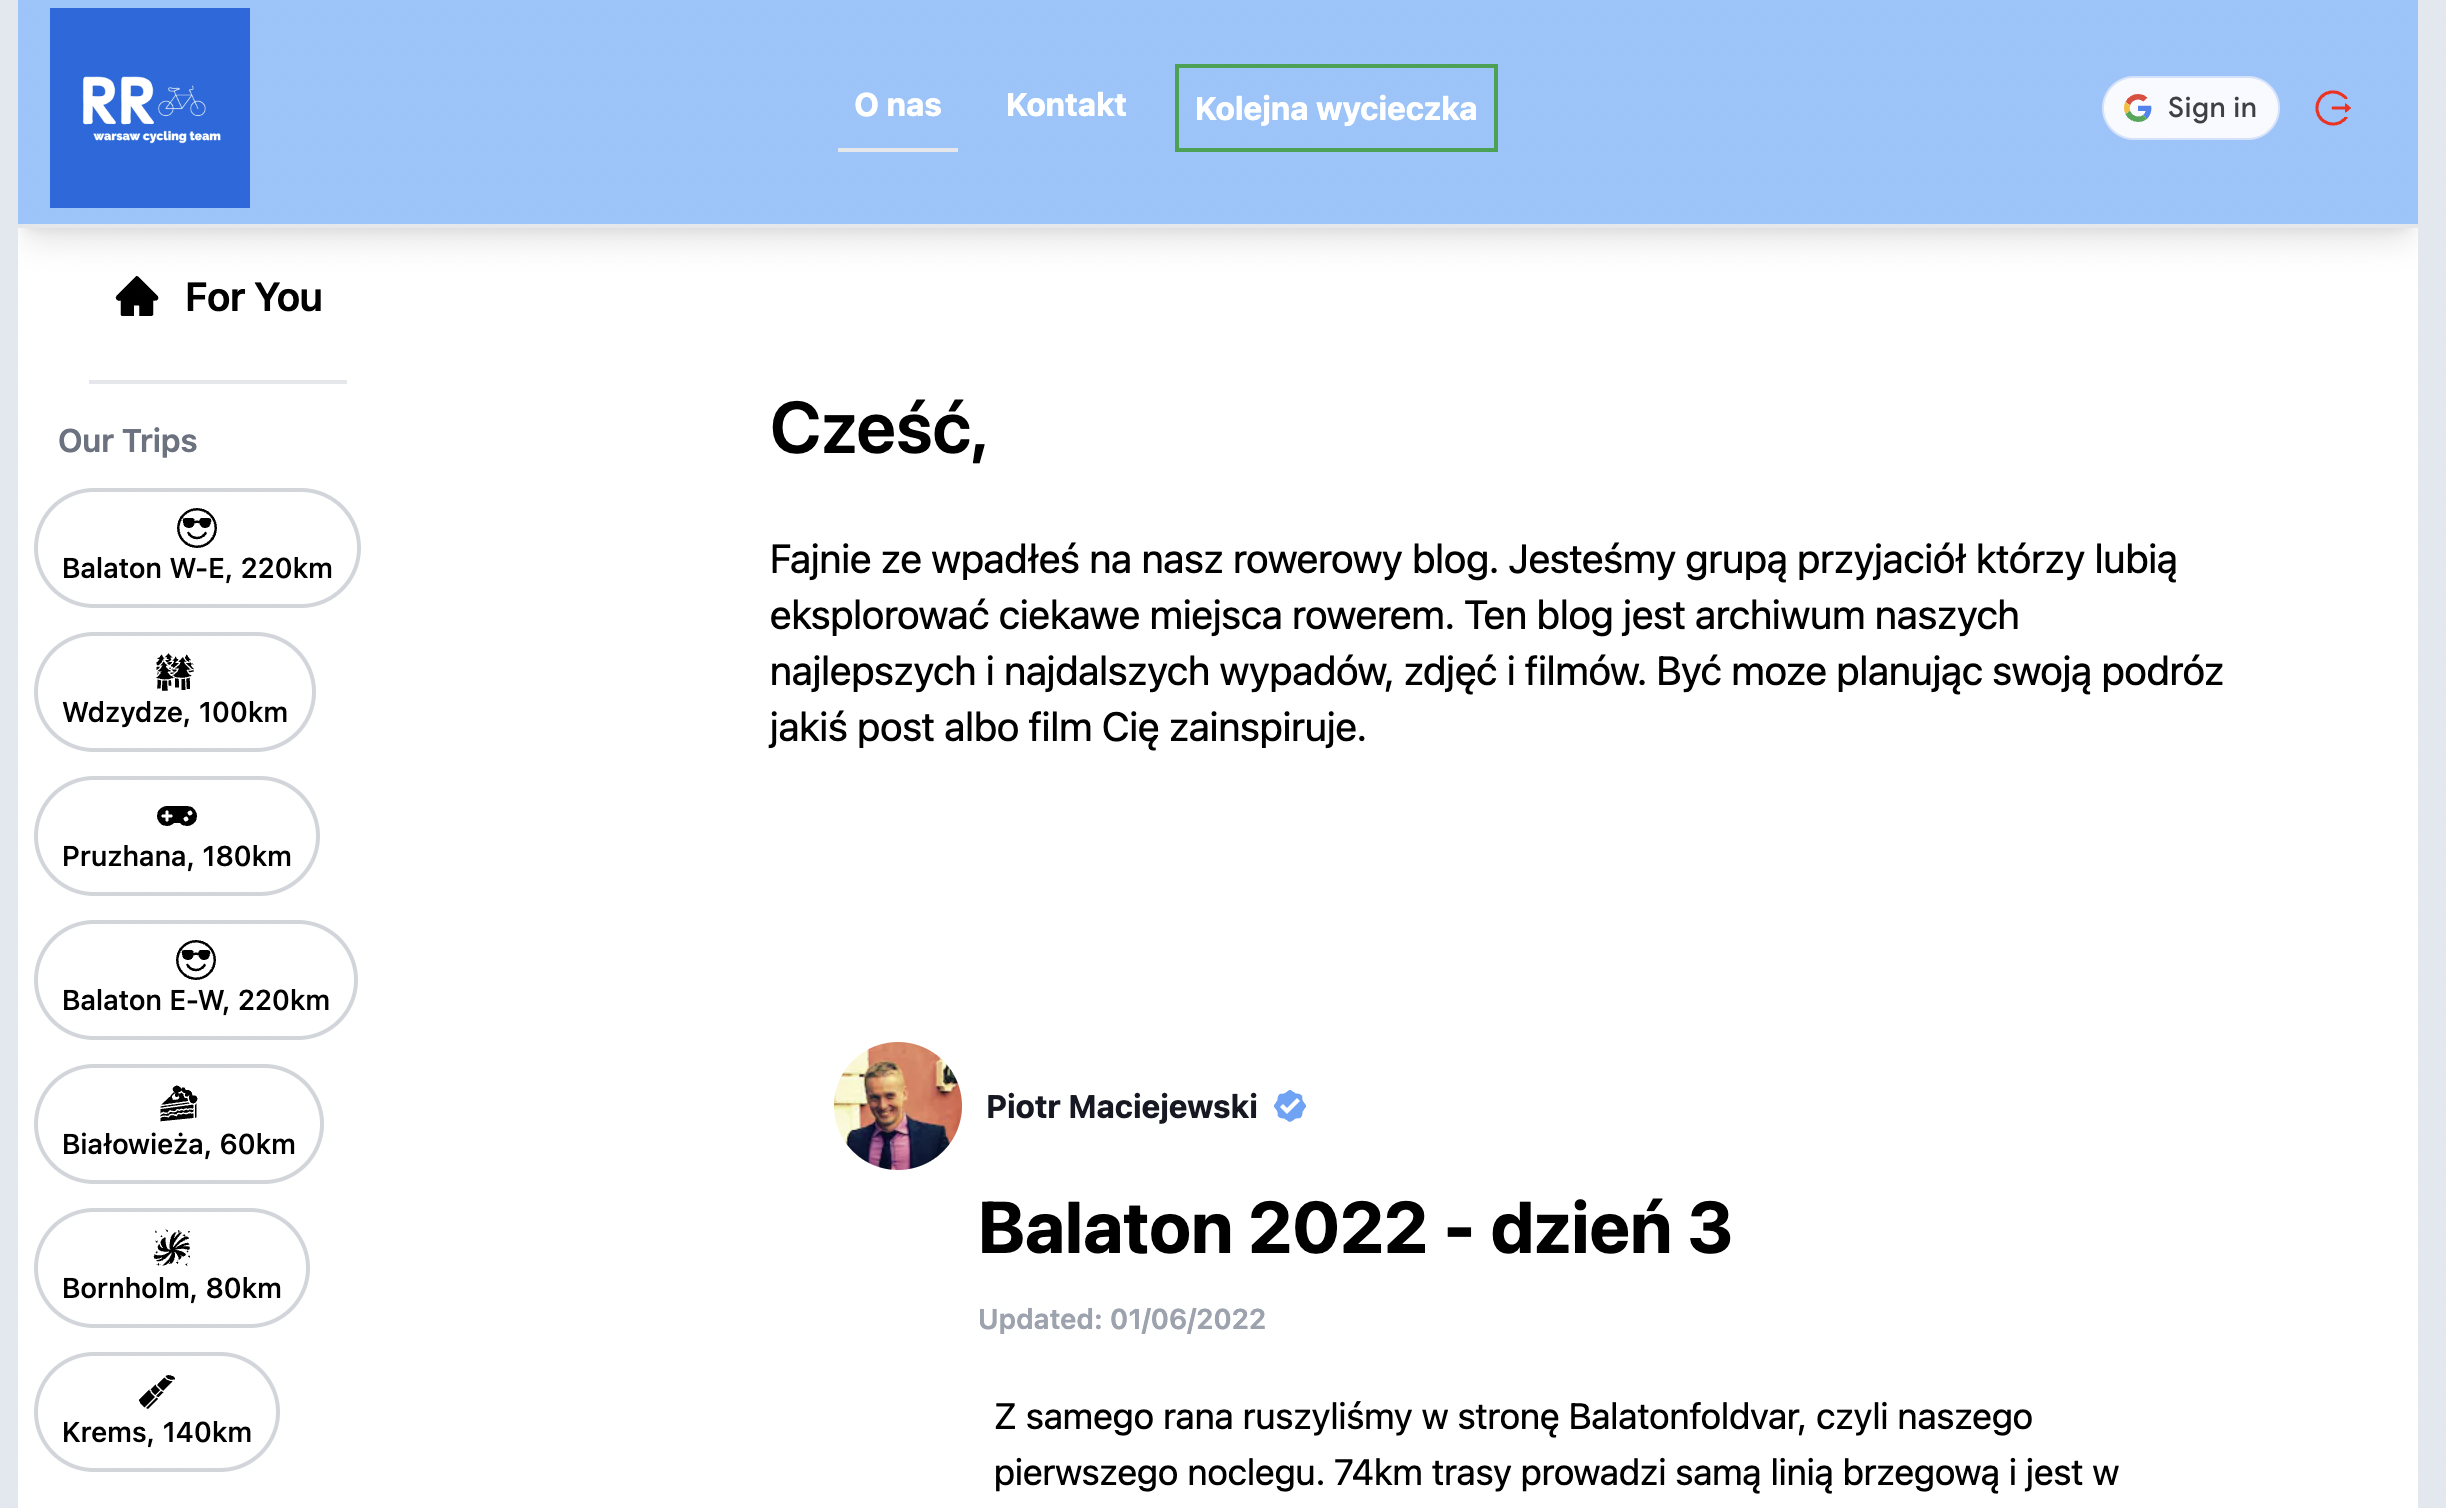 RR
warsaw cycling team
O nas
Kontakt
Kolejna wycieczka
Sign in
For You
Our Trips
Balaton W-E, 220km
Wdzydze, 100km
Pruzhana, 180km
Balaton E-W, 220km
Białowieża, 60km
Bornholm, 80km
Krems, 140km
Cześć,
Fajnie ze wpadłeś na nasz rowerowy blog. Jesteśmy grupą przyjaciół którzy lubią
eksplorować ciekawe miejsca rowerem. Ten blog jest archiwum naszych
najlepszych i najdalszych wypadów, zdjęć i filmów. Być moze planując swoją podróz
jakiś post albo film Cię zainspiruje.
Piotr Maciejewski
Balaton 2022 - dzień 3
Updated: 01/06/2022
Z samego rana ruszyliśmy w stronę Balatonfoldvar, czyli naszego
pierwszego noclegu. 74km trasy prowadzi samą linią brzegową i jest w